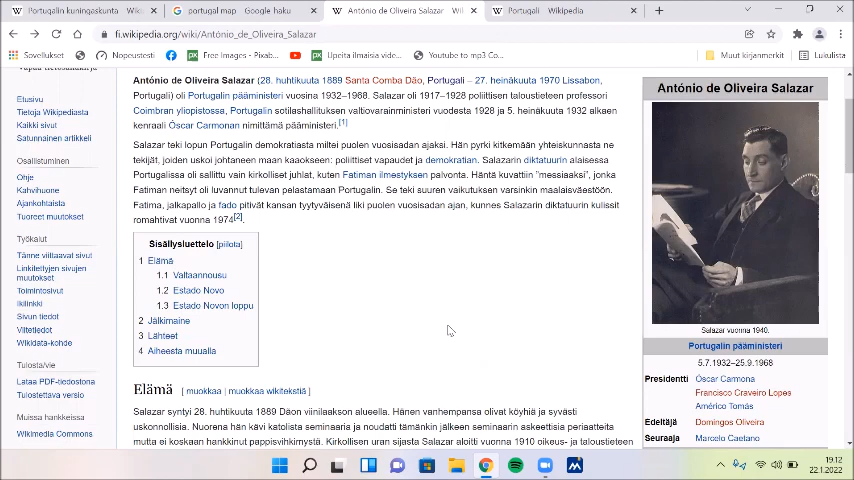 Portugalin kuningaskunta – Wiki
portugal map - Google haku
António de Oliveira Salazar – Wik
Portugali – Wikipedia
fi.wikipedia.org/wiki/António_de_Oliveira_Salazar
Sovellukset
Nopeustesti
Free Images - Pixab...
Upeita ilmaisia vide...
YouTube to mp3 Co...
Muut kirjanmerkit
Lukulista
Etusivu
Tietoja Wikipediasta
Kaikki sivut
Satunnainen artikkeli
Osallistuminen
Ohje
Kahvihuone
Ajankohtaista
Tuoreet muutokset
Työkalut
Tänne viittaavat sivut
Linkitettyjen sivujen
muutokset
Toimintosivut
Ikilinkki
Sivun tiedot
Viitetiedot
Wikidata-kohde
Tulosta/vie
Lataa PDF-tiedostona
Tulostettava versio
Muissa hankkeissa
Wikimedia Commons
António de Oliveira Salazar (28. huhtikuuta 1889 Santa Comba Dão, Portugali – 27. heinäkuuta 1970 Lissabon,
Portugali) oli Portugalin pääministeri vuosina 1932–1968. Salazar oli 1917–1928 poliittisen taloustieteen professori
Coimbran yliopistossa, Portugalin sotilashallituksen valtiovarainministeri vuodesta 1928 ja 5. heinäkuuta 1932 alkaen
kenraali Óscar Carmonan nimittämä pääministeri.[1]
Salazar teki lopun Portugalin demokratiasta miltei puolen vuosisadan ajaksi. Hän pyrki kitkemään yhteiskunnasta ne
tekijät, joiden uskoi johtaneen maan kaaokseen: poliittiset vapaudet ja demokratian. Salazarin diktatuurin alaisessa
Portugalissa oli sallittu vain kirkolliset juhlat, kuten Fatiman ilmestyksen palvonta. Häntä kuvattiin "messiaaksi", jonka
Fatiman neitsyt oli luvannut tulevan pelastamaan Portugalin. Se teki suuren vaikutuksen varsinkin maalaisväestöön.
Fatima, jalkapallo ja fado pitivät kansan tyytyväisenä liki puolen vuosisadan ajan, kunnes Salazarin diktatuurin kulissit
romahtivat vuonna 1974[2].
Sisällysluettelo [piilota]
1 Elämä
1.1 Valtaannousu
1.2 Estado Novo
1.3 Estado Novon loppu
2 Jälkimaine
3 Lähteet
4 Aiheesta muualla
Elämä [ muokkaa | muokkaa wikitekstiä ]
Salazar syntyi 28. huhtikuuta 1889 Dãon viinilaakson alueella. Hänen vanhempansa olivat köyhiä ja syvästi
uskonnollisia. Nuorena hän kävi katolista seminaaria ja noudatti tämänkin jälkeen seminaarin askeettisia periaatteita
mutta ei koskaan hankkinut pappisvihkimystä. Kirkollisen uran sijasta Salazar aloitti vuonna 1910 oikeus- ja taloustieteen
António de Oliveira Salazar
Salazar vuonna 1940.
Portugalin pääministeri
5.7.1932–25.9.1968
Presidentti Óscar Carmona
Francisco Craveiro Lopes
Américo Tomás
Edeltäjä Domingos Oliveira
Seuraaja Marcelo Caetano
19.12
22.1.2022